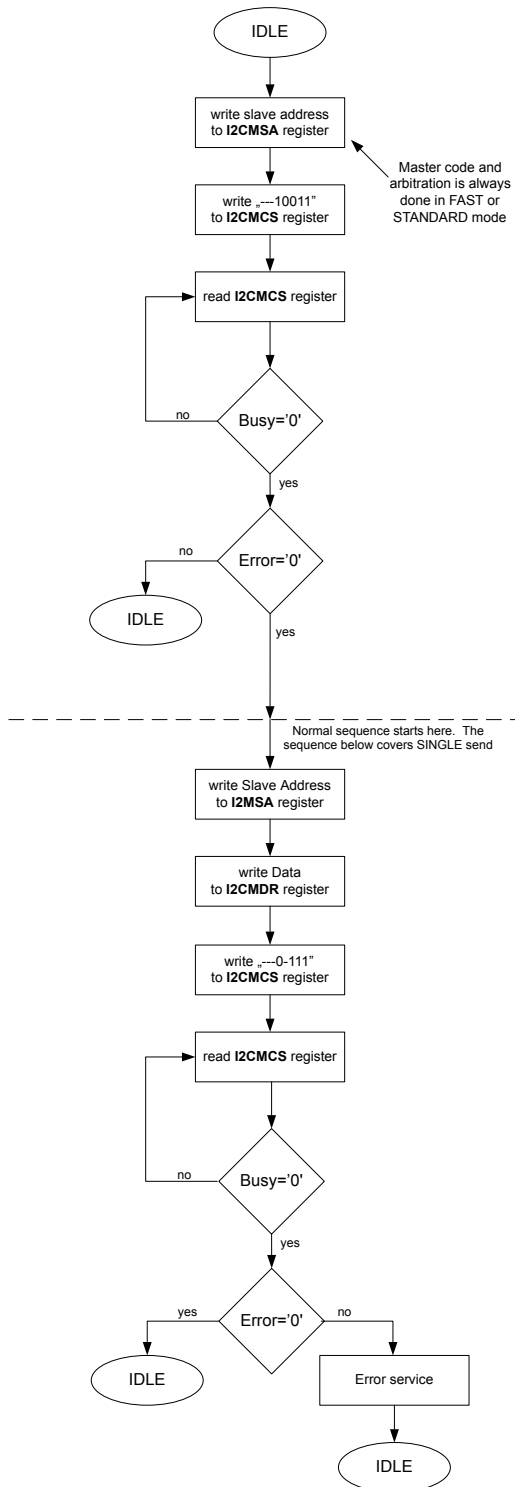 IDLE
write slave address
to I2CMSA register
Master code and
arbitration is always
done in FAST or
STANDARD mode
write „---10011”
to I2CMCS register
read I2CMCS register
Busy='0'
no
yes
Error='0'
no
IDLE
yes
Normal sequence starts here. The
sequence below covers SINGLE send
write Slave Address
to I2MSA register
write Data
to I2CMDR register
write „---0-111”
to I2CMCS register
read I2CMCS register
Busy='0'
no
yes
Error='0'
yes
no
IDLE
Error service
IDLE